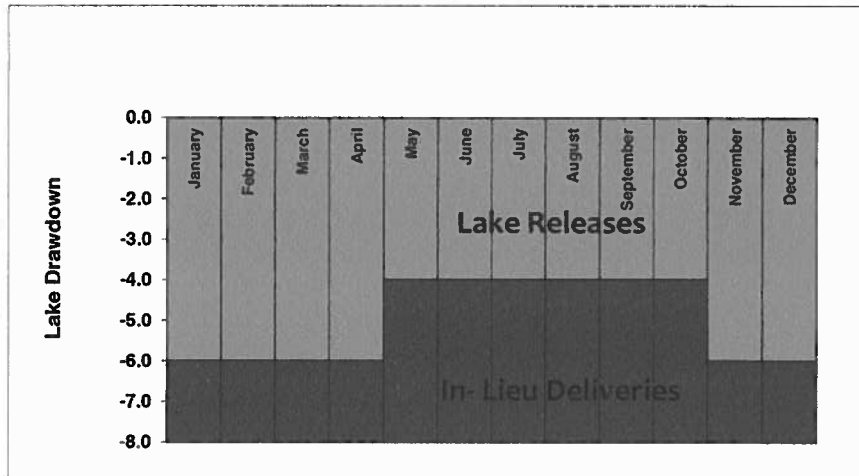 Lake Drawdown
0.0
-1.0
-2.0
-3.0
-4.0
-5.0
-6.0
-7.0
-8.0
January
February
March
April
May
June
July
August
September
October
November
December
Lake Releases
In- Lieu Deliveries